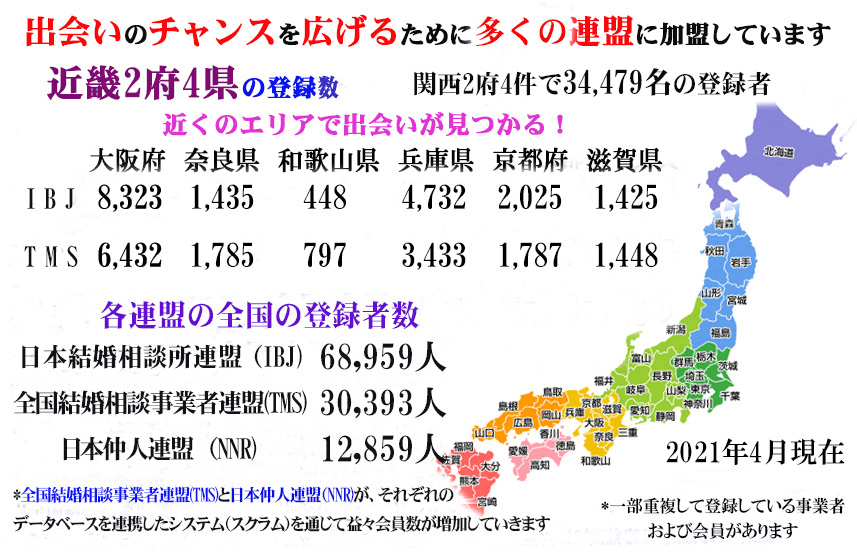 出会いのチャンスを広げるために多くの連盟に加盟しています
近畿2府4県の登録数
関西2府4件で34,479名の登録者
近くのエリアで出会いが見つかる！
大阪府 奈良県 和歌山県 兵庫県 京都府 滋賀県
IBJ 8,323 1,435 448 4,732 2,025 1,425
TMS 6,432 1,785 797 3,433 1,787 1,448
各連盟の全国の登録者数
日本結婚相談所連盟（IBJ） 68,959人
全国結婚相談事業者連盟(TMS) 30,393人
日本仲人連盟（NNR） 12,859人
*全国結婚相談事業者連盟(TMS)と日本仲人連盟(NNR)が、それぞれの
データベースを連携したシステム(スクラム)を通じて益々会員数が増加していきます
北海道
青森
秋田 岩手
山形 宮城
福島
新潟
富山 群馬 栃木 茨城
福井 岐阜 長野 山梨 埼玉 東京 千葉
愛知 静岡 神奈川
鳥取 京都 滋賀
島根 岡山 兵庫
山口 広島 香川 大阪 三重
愛媛 徳島 奈良
高知 和歌山
福岡
佐賀 大分
熊本
宮崎
2021年4月現在
*一部重複して登録している事業者
および会員があります